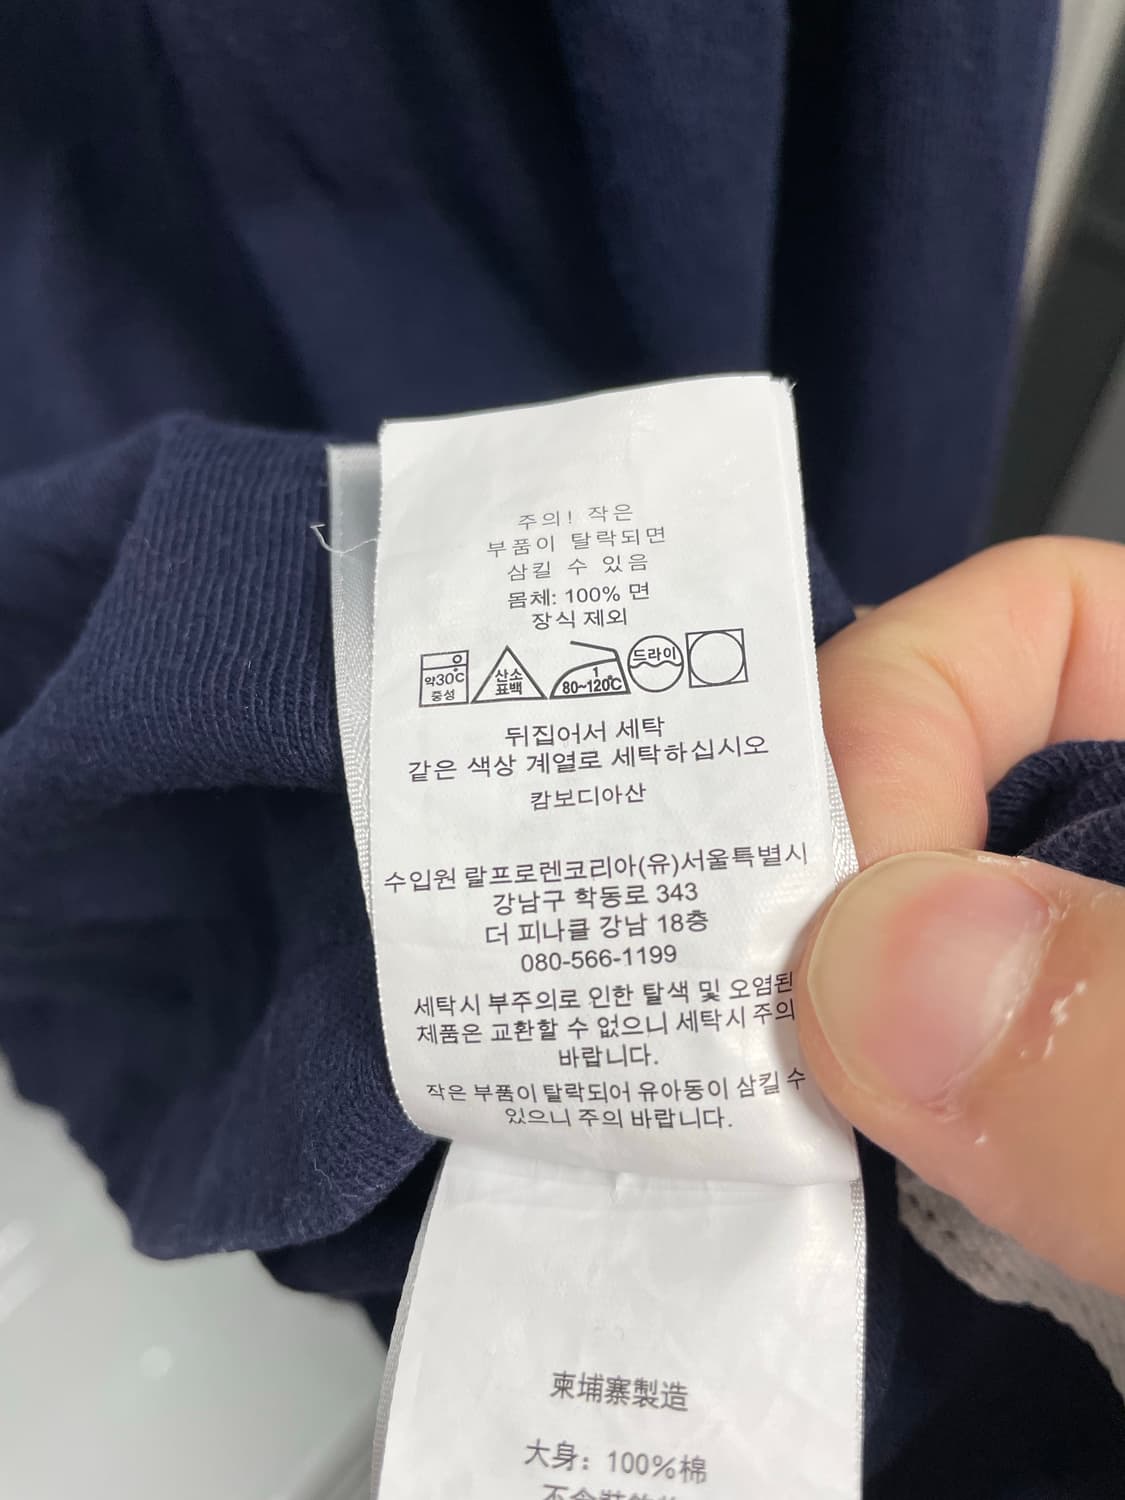 주의! 작은
부품이 탈락되면
삼킬 수 있음
몸체: 100% 면
장식 제외
약30℃
중성
산소
표백
1
80~120℃
드라이
뒤집어서 세탁
같은 색상 계열로 세탁하십시오
캄보디아산
수입원 랄프로렌코리아(유)서울특별시
강남구 학동로 343
더 피나클 강남 18층
080-566-1199
세탁시 부주의로 인한 탈색 및 오염된
제품은 교환할 수 없으니 세탁시 주의
바랍니다.
작은 부품이 탈락되어 유아동이 삼킬 수
있으니 주의 바랍니다.
柬埔寨製造
大身：100%棉